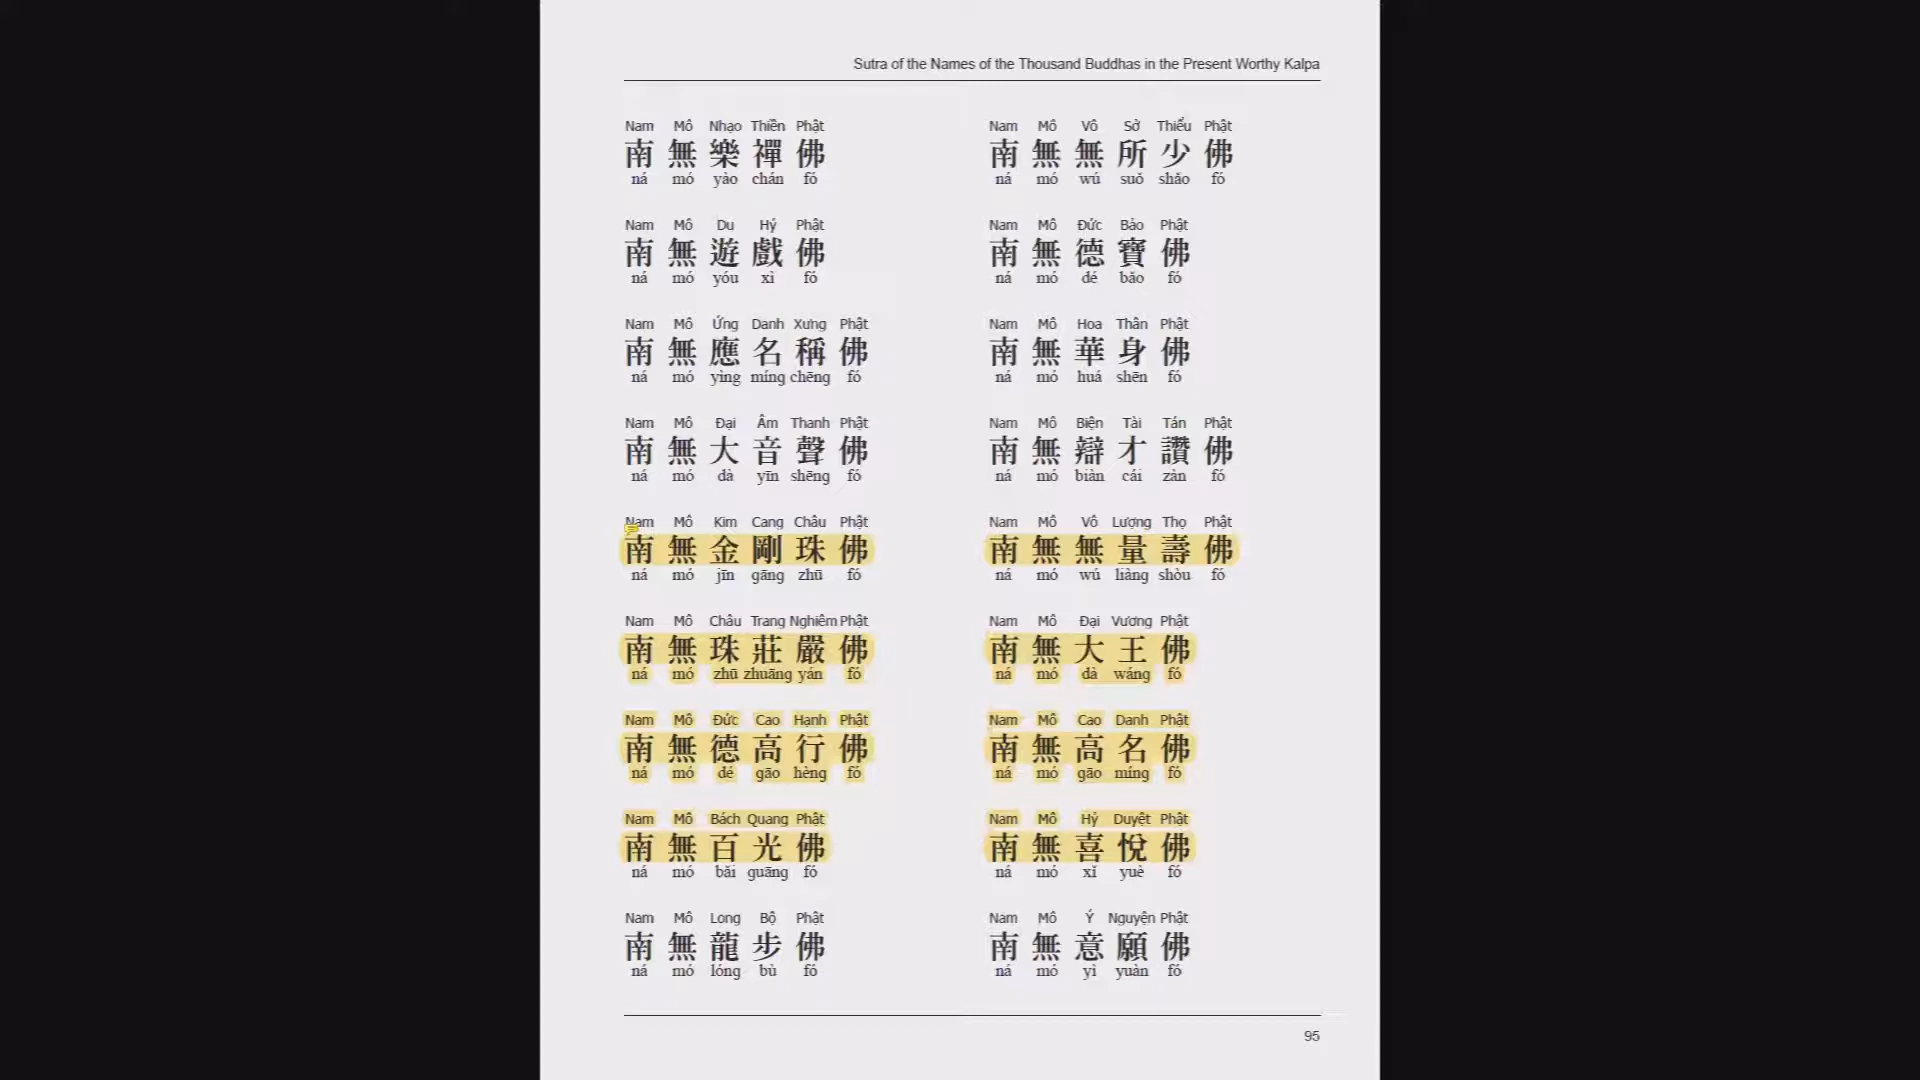 Sutra of the Names of the Thousand Buddhas in the Present Worthy Kalpa
Nam Mô Nhạo Thiền Phật
南無樂禪佛
ná mó yào chán fó
Nam Mô Du Hý Phật
南無遊戲佛
ná mó yóu xì fó
Nam Mô Ứng Danh Xưng Phật
南無應名稱佛
ná mó yìng míng chēng fó
Nam Mô Đại Âm Thanh Phật
南無大音聲佛
ná mó dà yīn shēng fó
Nam Mô Kim Cang Châu Phật
南無金剛珠佛
ná mó jīn gāng zhū fó
Nam Mô Châu Trang Nghiêm Phật
南無珠莊嚴佛
ná mó zhū zhuāng yán fó
Nam Mô Đức Cao Hạnh Phật
南無德高行佛
ná mó dé gāo hèng fó
Nam Mô Bách Quang Phật
南無百光佛
ná mó bǎi guāng fó
Nam Mô Long Bộ Phật
南無龍步佛
ná mó lóng bù fó
Nam Mô Vô Sở Thiểu Phật
南無無所少佛
ná mó wú suǒ shǎo fó
Nam Mô Đức Bảo Phật
南無德寶佛
ná mó dé bǎo fó
Nam Mô Hoa Thân Phật
南無華身佛
ná mó huá shēn fó
Nam Mô Biện Tài Tán Phật
南無辯才讚佛
ná mó biàn cái zàn fó
Nam Mô Vô Lượng Thọ Phật
南無無量壽佛
ná mó wú liàng shòu fó
Nam Mô Đại Vương Phật
南無大王佛
ná mó dà wáng fó
Nam Mô Cao Danh Phật
南無高名佛
ná mó gāo míng fó
Nam Mô Hỷ Duyệt Phật
南無喜悅佛
ná mó xǐ yuè fó
Nam Mô Ý Nguyện Phật
南無意願佛
ná mó yì yuàn fó
95